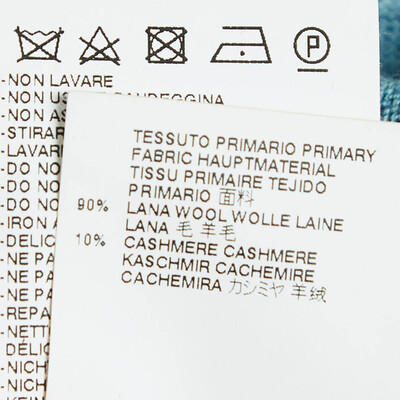 P
-NON LAVARE
-NON US CANDEGGINA
-NON AS
-STIRAR
-LAVAR
-DO NO
-DO NO
-DO NO
-IRON A
-DELIC
-NE PA
-NE PA
-NE PA
-REPA
-NETT
DÉLIC
-NICH
-NICH
TESSUTO PRIMARIO PRIMARY
FABRIC HAUPTMATERIAL
TISSU PRIMAIRE TEJIDO
PRIMARIO 面料
90% LANA WOOL WOLLE LAINE
LANA 毛 羊毛
10% CASHMERE CASHMERE
KASCHMIR CACHEMIRE
CACHEMIRA カシミヤ 羊绒